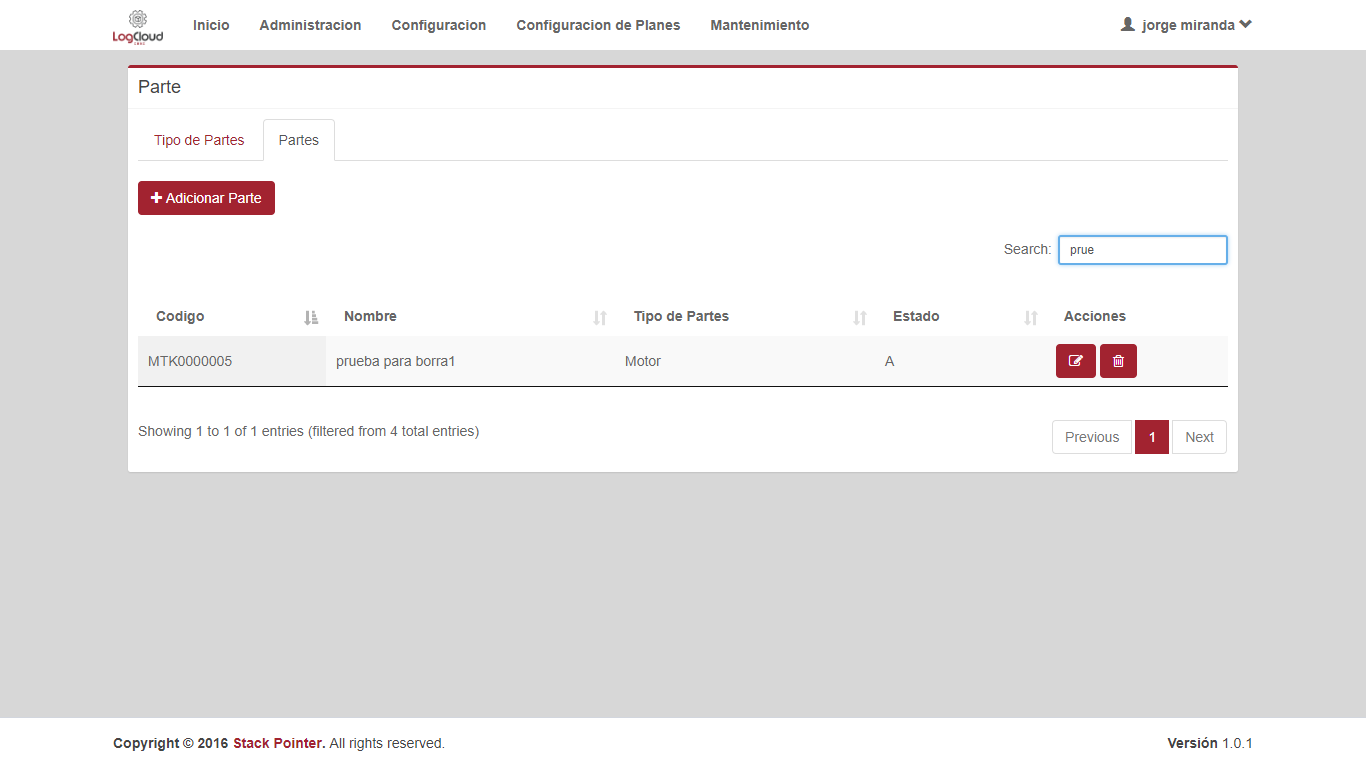 LogCloud Inicio Administracion Configuracion Configuracion de Planes Mantenimiento jorge miranda
Parte
Tipo de Partes Partes
Adicionar Parte
Search: prue
Codigo Nombre Tipo de Partes Estado Acciones
MTK0000005 prueba para borra1 Motor A
Showing 1 to 1 of 1 entries (filtered from 4 total entries) Previous 1 Next
Copyright © 2016 Stack Pointer. All rights reserved. Versión 1.0.1